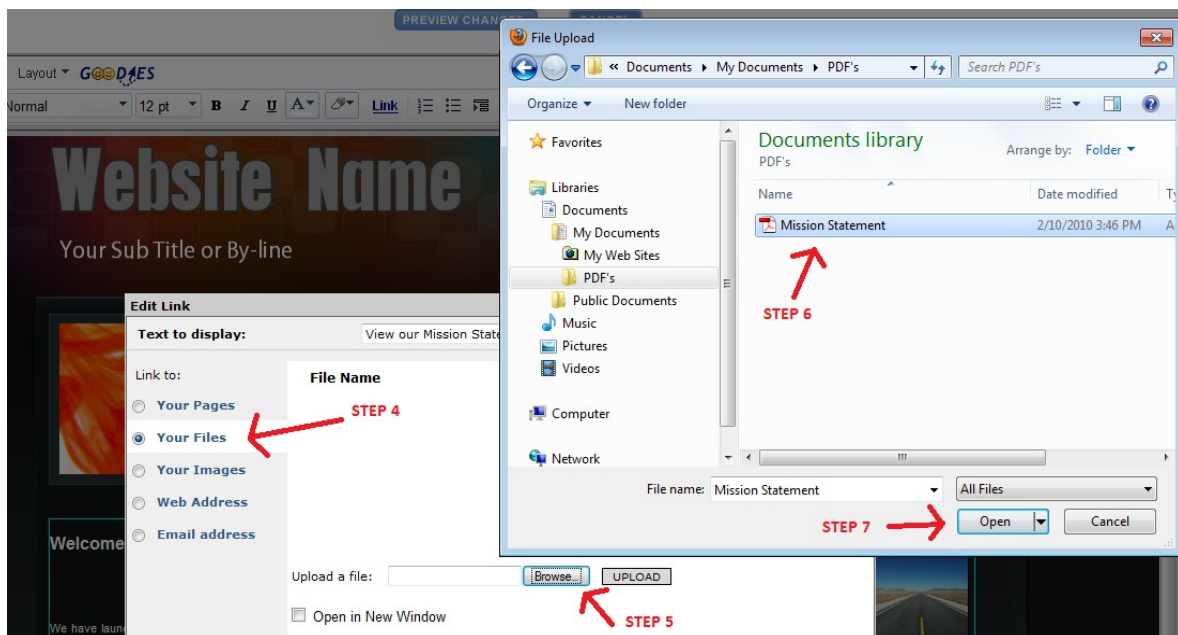 PREVIEW CHANGES CANCEL
Layout GOODIES
Normal 12 pt B I U A Link
Website Name
Your Sub Title or By-line
Edit Link
Text to display: View our Mission State
Link to:
File Name
Your Pages
STEP 4
Your Files
Your Images
Web Address
Email address
Welcome
Upload a file: Browse... UPLOAD
Open in New Window
STEP 5
We have laun
File Upload
« Documents My Documents PDF's Search PDF's
Organize New folder
Favorites
Libraries
Documents
My Documents
My Web Sites
PDF's
Public Documents
Music
Pictures
Videos
Computer
Network
Documents library
PDF's
Arrange by: Folder
Name Date modified Ty
Mission Statement 2/10/2010 3:46 PM A
STEP 6
File name: Mission Statement All Files
STEP 7
Open Cancel